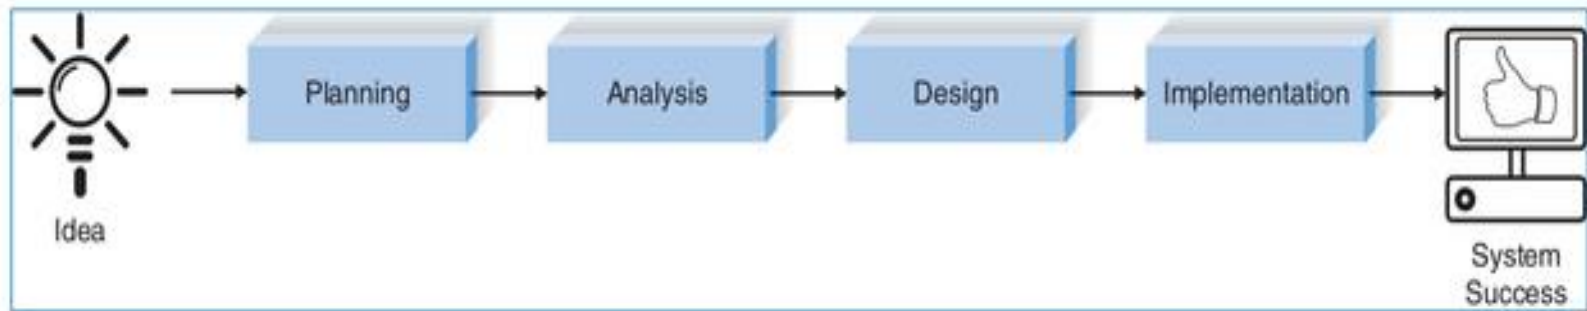 Idea
Planning
Analysis
Design
Implementation
System
Success